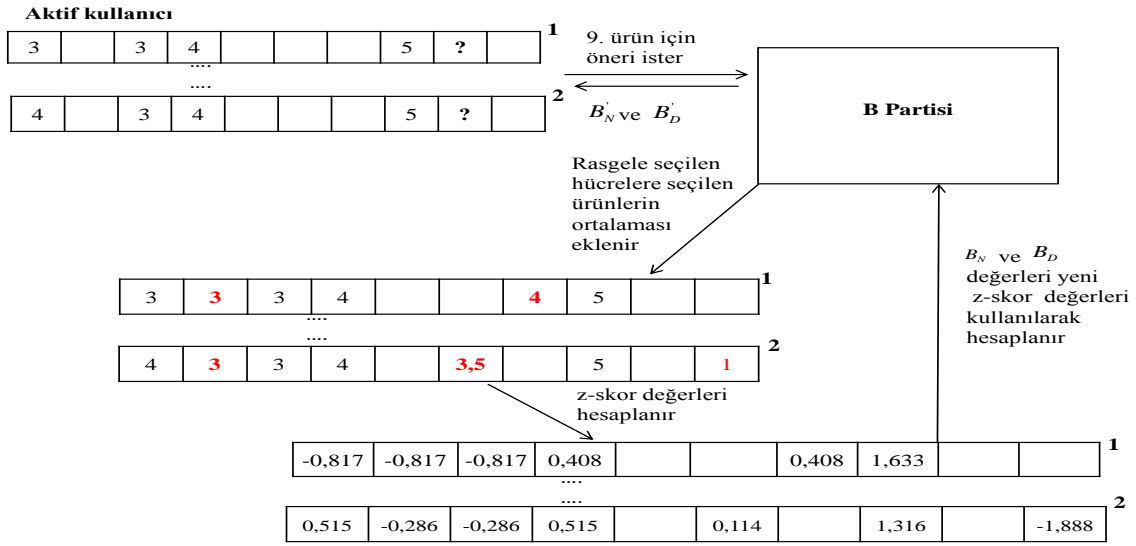 Aktif kullanıcı
1
3 3 4 5 ?
....
....
2
4 3 4 5 ?
9. ürün için
öneri ister
B'N ve B'D
B Partisi
Rasgele seçilen
hücrelere seçilen
ürünlerin
ortalaması
eklenir
BN ve BD
değerleri yeni
z-skor değerleri
kullanılarak
hesaplanır
1
3 3 3 4 4 5
....
....
2
4 3 3 4 3,5 5 1
z-skor değerleri
hesaplanır
1
-0,817 -0,817 -0,817 0,408 0,408 1,633
....
....
2
0,515 -0,286 -0,286 0,515 0,114 1,316 -1,888